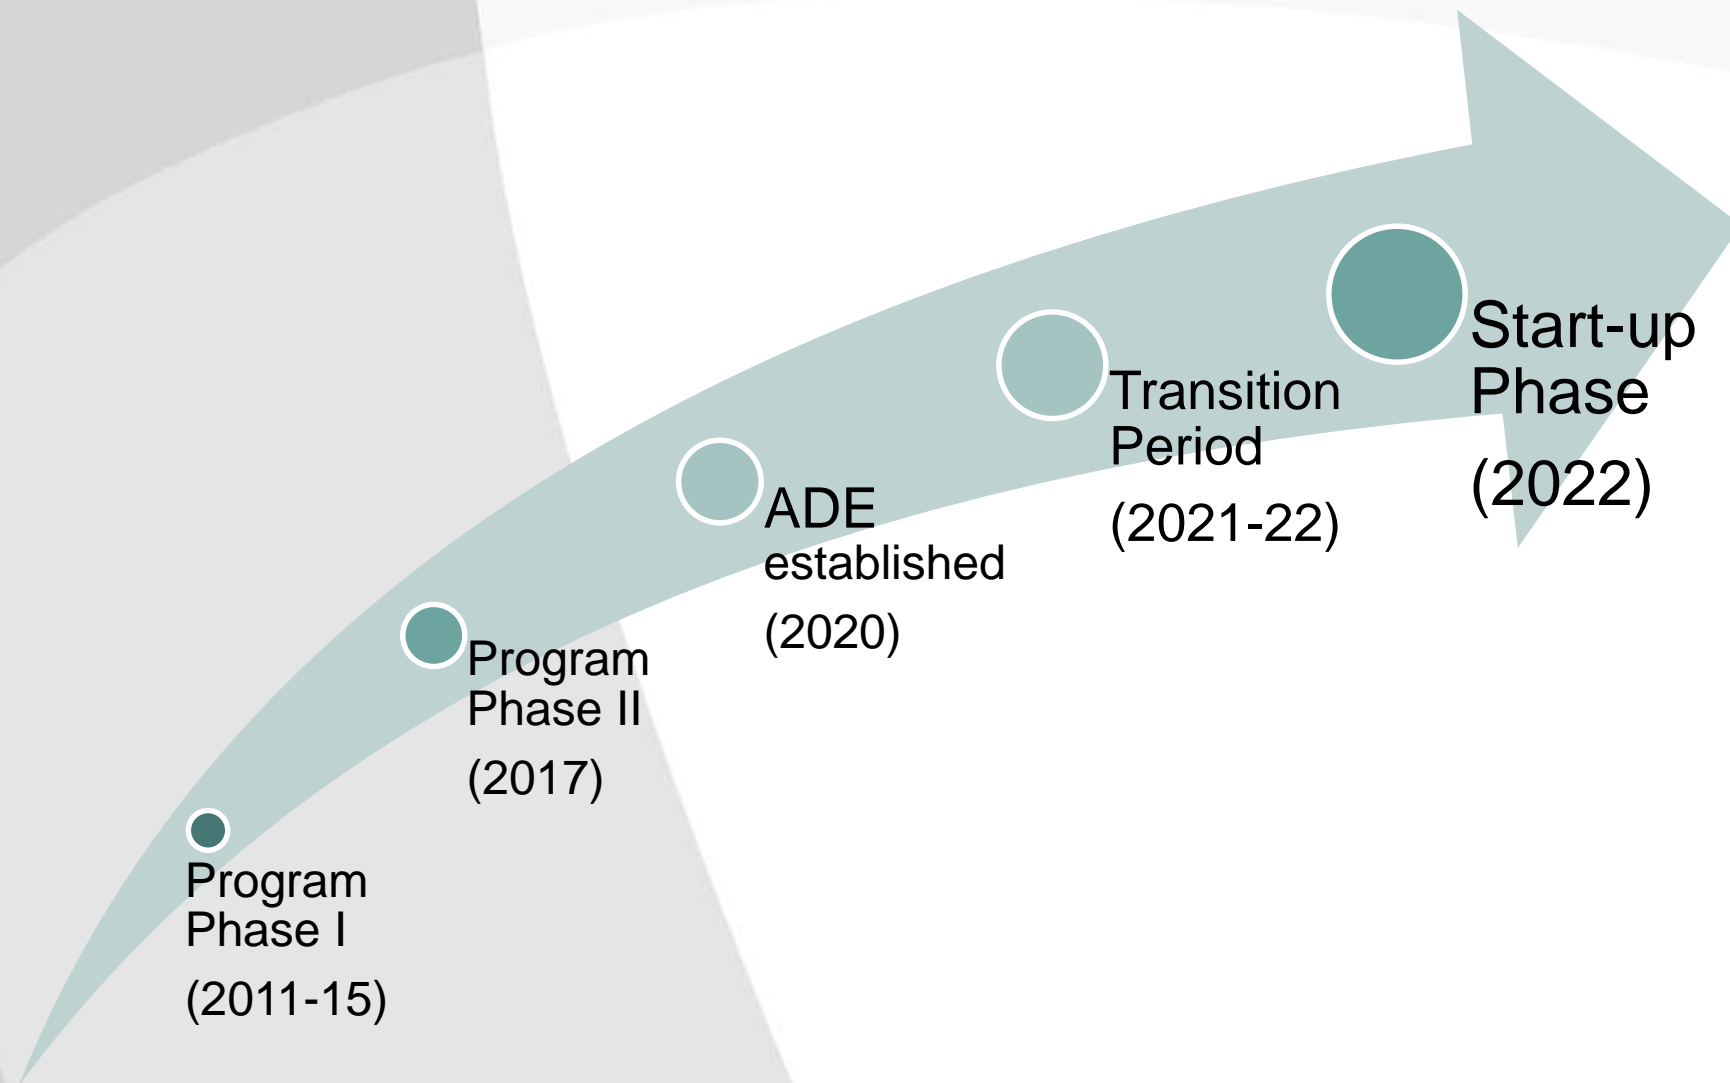 Program
Phase I
(2011-15)
Program
Phase II
(2017)
ADE
established
(2020)
Transition
Period
(2021-22)
Start-up
Phase
(2022)